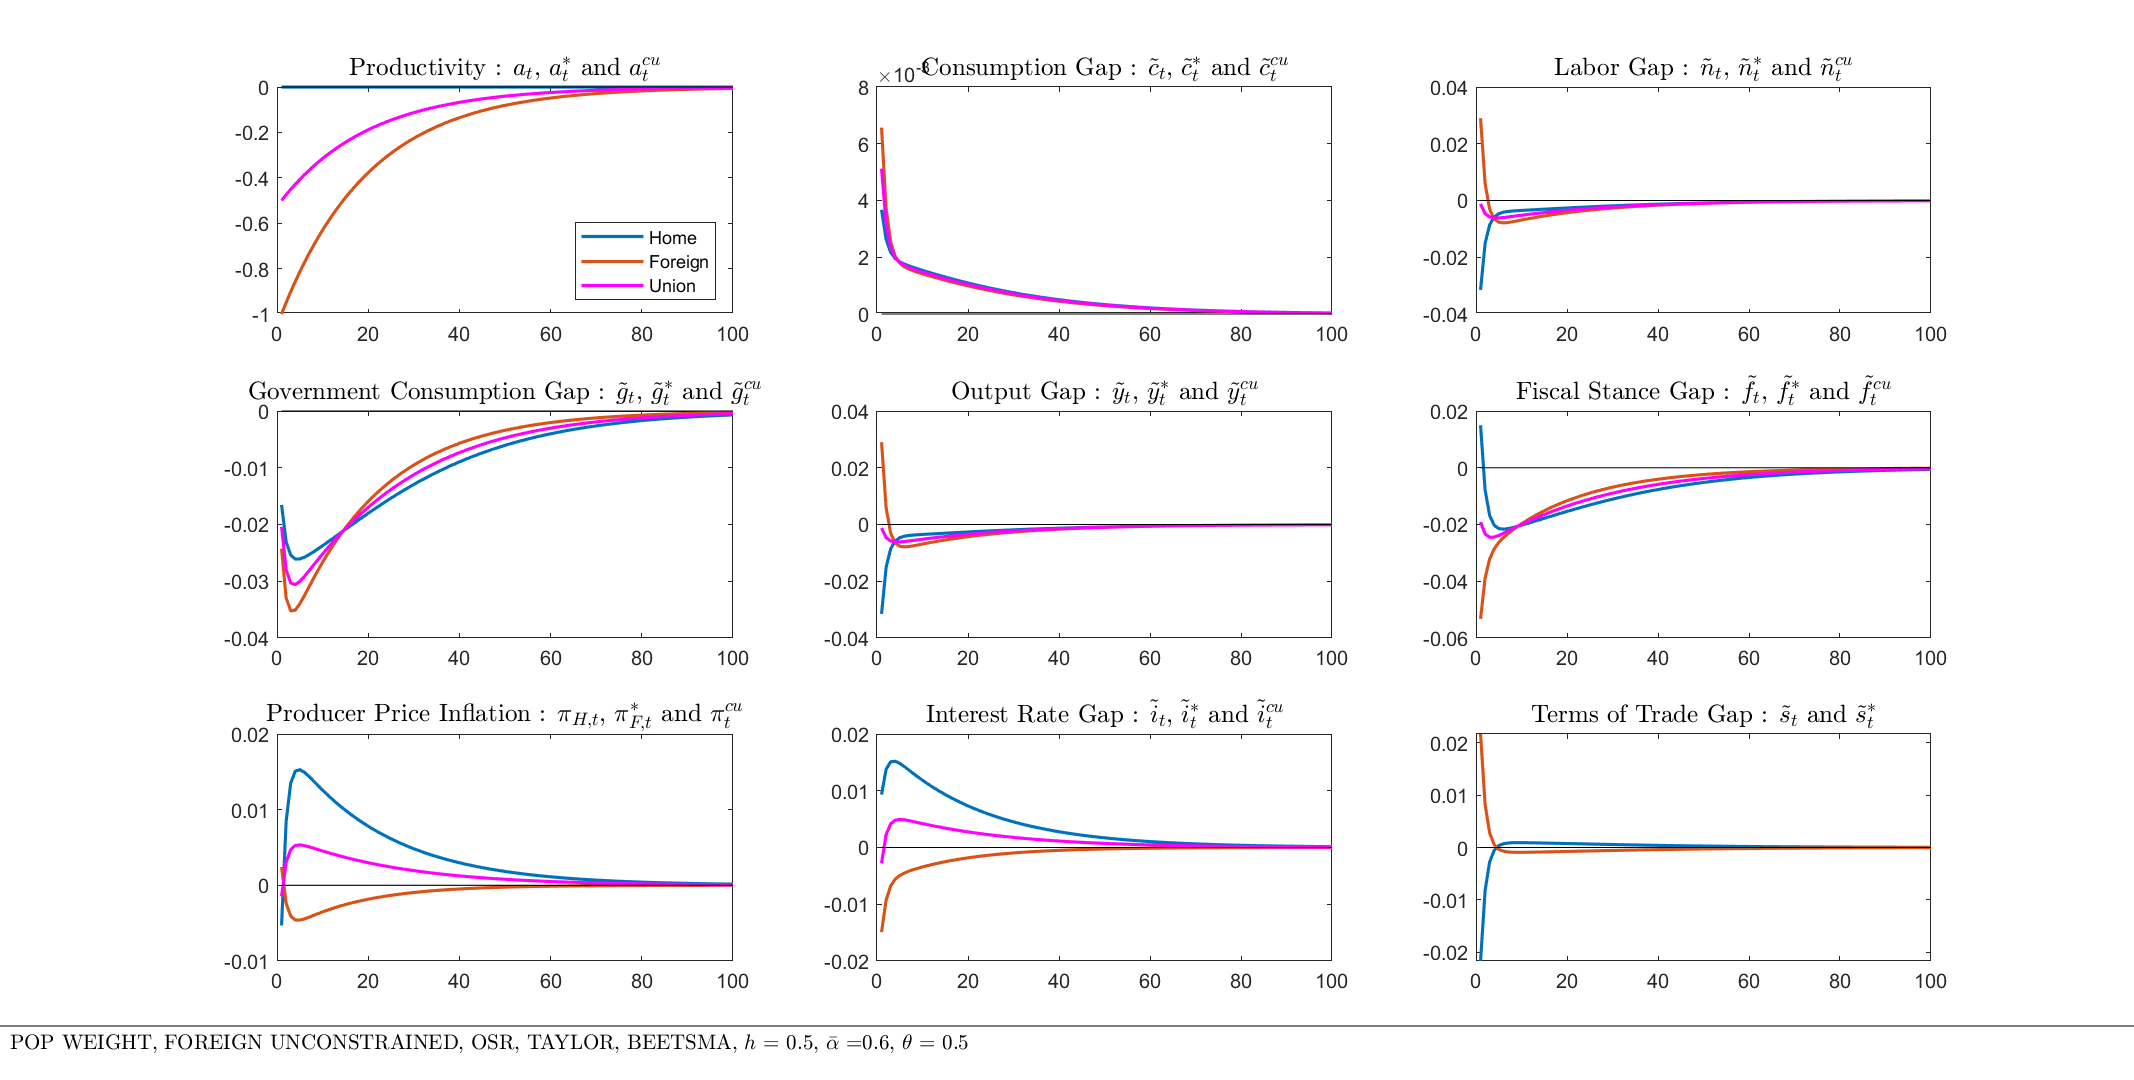 Productivity : a_t, a_t^* and a_t^{cu}
0
-0.2
-0.4
-0.6
-0.8
-1
0 20 40 60 80 100
Home
Foreign
Union
×10^{-3}
Consumption Gap : c̃_t, c̃_t^* and c̃_t^{cu}
8
6
4
2
0
0 20 40 60 80 100
Labor Gap : ñ_t, ñ_t^* and ñ_t^{cu}
0.04
0.02
0
-0.02
-0.04
0 20 40 60 80 100
Government Consumption Gap : g̃_t, g̃_t^* and g̃_t^{cu}
0
-0.01
-0.02
-0.03
-0.04
0 20 40 60 80 100
Output Gap : ỹ_t, ỹ_t^* and ỹ_t^{cu}
0.04
0.02
0
-0.02
-0.04
0 20 40 60 80 100
Fiscal Stance Gap : f̃_t, f̃_t^* and f̃_t^{cu}
0.02
0
-0.02
-0.04
-0.06
0 20 40 60 80 100
Producer Price Inflation : π_{H,t}, π_{F,t}^* and π_t^{cu}
0.02
0.01
0
-0.01
0 20 40 60 80 100
Interest Rate Gap : ĩ_t, ĩ_t^* and ĩ_t^{cu}
0.02
0.01
0
-0.01
-0.02
0 20 40 60 80 100
Terms of Trade Gap : s̃_t and s̃_t^*
0.02
0.01
0
-0.01
-0.02
0 20 40 60 80 100
POP WEIGHT, FOREIGN UNCONSTRAINED, OSR, TAYLOR, BEETSMA, h = 0.5, ᾱ =0.6, θ = 0.5